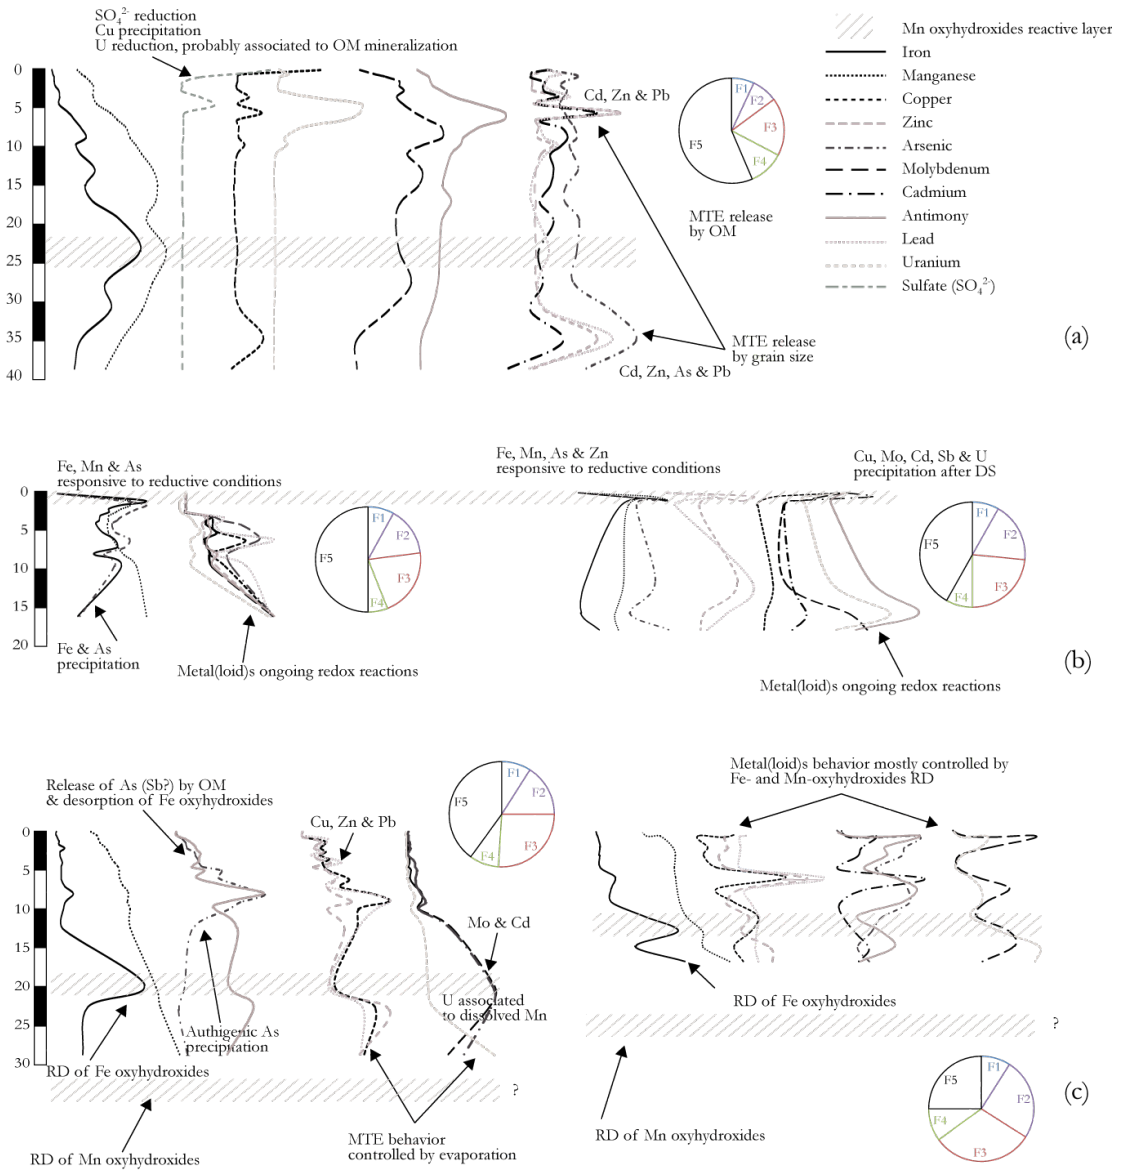 SO₄²⁻ reduction
Cu precipitation
U reduction, probably associated to OM mineralization
0
5
10
15
20
25
30
35
40
Cd, Zn & Pb
F1
F2
F3
F4
F5
MTE release
by OM
MTE release
by grain size
Cd, Zn, As & Pb
Mn oxyhydroxides reactive layer
Iron
Manganese
Copper
Zinc
Arsenic
Molybdenum
Cadmium
Antimony
Lead
Uranium
Sulfate (SO₄²⁻)
(a)
Fe, Mn & As
responsive to reductive conditions
0
5
10
15
20
F1
F2
F3
F4
F5
Fe & As
precipitation
Metal(loid)s ongoing redox reactions
Fe, Mn, As & Zn
responsive to reductive conditions
Cu, Mo, Cd, Sb & U
precipitation after DS
F1
F2
F3
F4
F5
Metal(loid)s ongoing redox reactions
(b)
Release of As (Sb?) by OM
& desorption of Fe oxyhydroxides
0
5
10
15
20
25
30
Cu, Zn & Pb
F1
F2
F3
F4
F5
Mo & Cd
U associated
to dissolved Mn
Authigenic As
precipitation
RD of Fe oxyhydroxides
?
RD of Mn oxyhydroxides
MTE behavior
controlled by evaporation
Metal(loid)s behavior mostly controlled by
Fe- and Mn-oxyhydroxides RD
RD of Fe oxyhydroxides
?
RD of Mn oxyhydroxides
F1
F2
F3
F4
F5
(c)